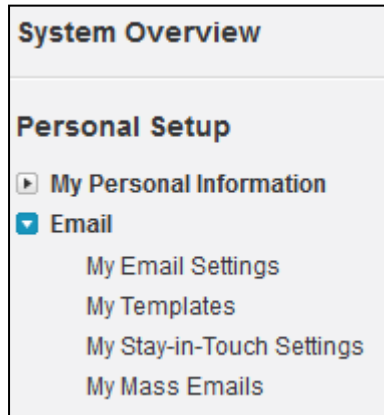 System Overview
Personal Setup
My Personal Information
Email
My Email Settings
My Templates
My Stay-in-Touch Settings
My Mass Emails